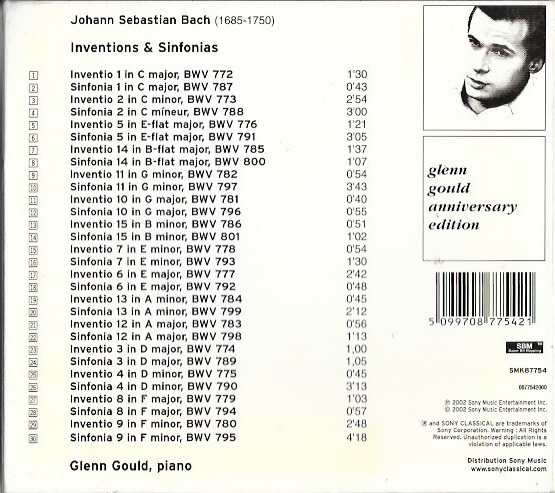 Johann Sebastian Bach (1685-1750)
Inventions & Sinfonias
1 Inventio 1 in C major, BWV 772 1'30
2 Sinfonia 1 in C major, BWV 787 0'43
3 Inventio 2 in C minor, BWV 773 2'54
4 Sinfonia 2 in C míneur, BWV 788 3'00
5 Inventio 5 in E-flat major, BWV 776 1'21
6 Sinfonia 5 in E-flat major, BWV 791 3'05
7 Inventio 14 in B-flat major, BWV 785 1'37
8 Sinfonia 14 in B-flat major, BWV 800 1'07
9 Inventio 11 in G minor, BWV 782 0'54
10 Sinfonia 11 in G minor, BWV 797 3'43
11 Inventio 10 in G major, BWV 781 0'40
12 Sinfonia 10 in G major, BWV 796 0'55
13 Inventio 15 in B minor, BWV 786 0'51
14 Sinfonia 15 in B minor, BWV 801 1'02
15 Inventio 7 in E minor, BWV 778 0'54
16 Sinfonia 7 in E minor, BWV 793 1'30
17 Inventio 6 in E major, BWV 777 2'42
18 Sinfonia 6 in E major, BWV 792 0'48
19 Inventio 13 in A minor, BWV 784 0'45
20 Sinfonia 13 in A minor, BWV 799 2'12
21 Inventio 12 in A major, BWV 783 0'56
22 Sinfonia 12 in A major, BWV 798 1'13
23 Inventio 3 in D major, BWV 774 1,00
24 Sinfonia 3 in D major, BWV 789 1,05
25 Inventio 4 in D minor, BWV 775 0'45
26 Sinfonia 4 in D minor, BWV 790 3'13
27 Inventio 8 in F major, BWV 779 1'03
28 Sinfonia 8 in F major, BWV 794 0'57
29 Inventio 9 in F minor, BWV 780 2'48
30 Sinfonia 9 in F minor, BWV 795 4'18
Glenn Gould, piano
glenn
gould
anniversary
edition
5 099708 775421
SBM™
Super Bit Mapping
SMK87754
0877542000
℗ 2002 Sony Music Entertainment Inc.
© 2002 Sony Music Entertainment Inc.
℗ and SONY CLASSICAL are trademarks of
Sony Corporation. Warning : All Rights
Reserved. Unauthorized duplication is a
violation of applicable laws.
Distribution Sony Music
www.sonyclassical.com